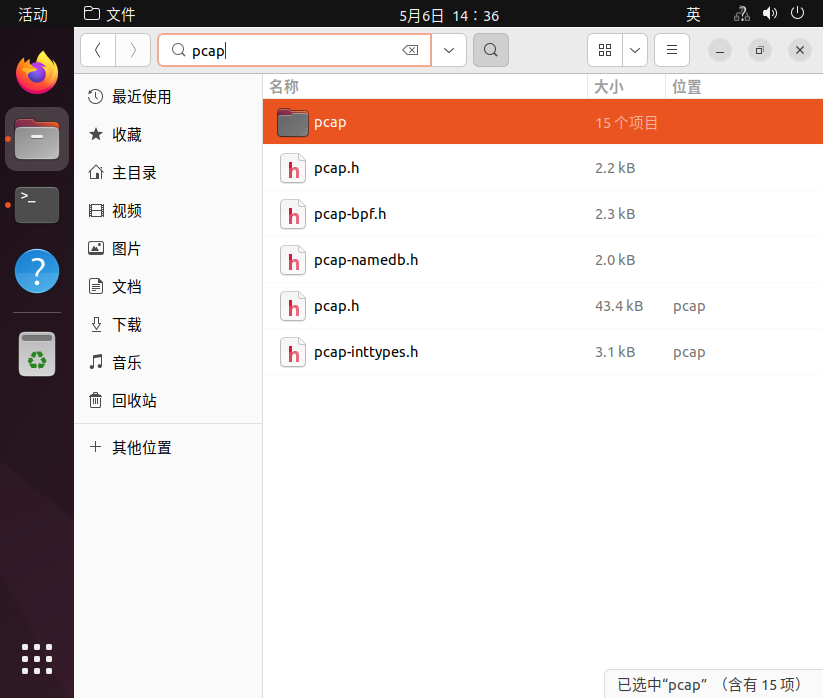 活动 文件 5月6日 14：36 英
pcap
最近使用
收藏
主目录
视频
图片
文档
下载
音乐
回收站
其他位置
名称 大小 位置
pcap 15 个项目
pcap.h 2.2 kB
pcap-bpf.h 2.3 kB
pcap-namedb.h 2.0 kB
pcap.h 43.4 kB pcap
pcap-inttypes.h 3.1 kB pcap
已选中“pcap” （含有 15 项）